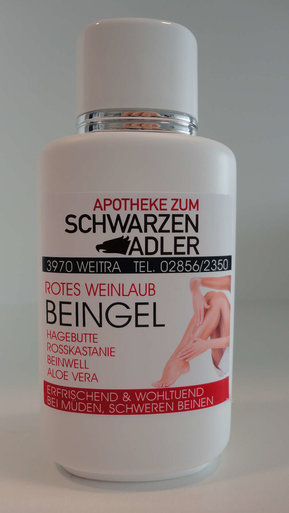 APOTHEKE ZUM
SCHWARZEN
ADLER
3970 WEITRA TEL. 02856/2350
ROTES WEINLAUB
BEINGEL
HAGEBUTTE
ROSSKASTANIE
BEINWELL
ALOE VERA
ERFRISCHEND & WOHLTUEND
BEI MÜDEN, SCHWEREN BEINEN